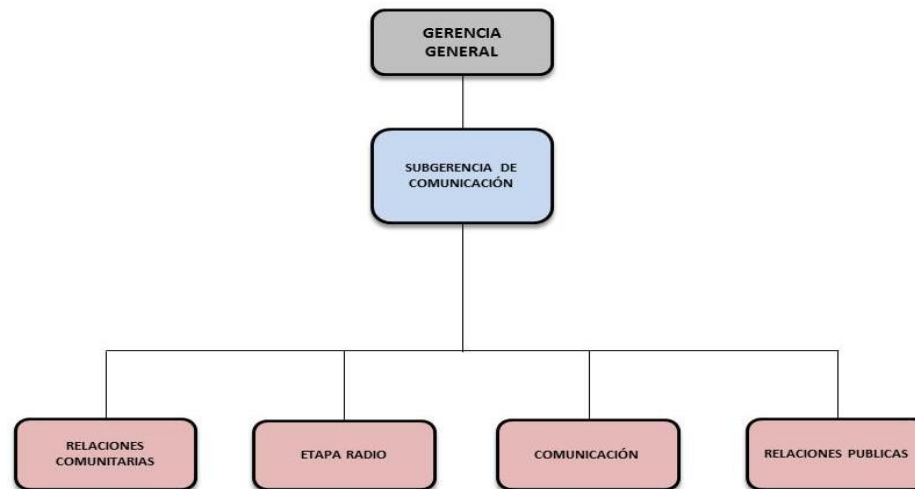 GERENCIA
GENERAL
SUBGERENCIA DE
COMUNICACIÓN
RELACIONES
COMUNITARIAS
ETAPA RADIO
COMUNICACIÓN
RELACIONES PUBLICAS